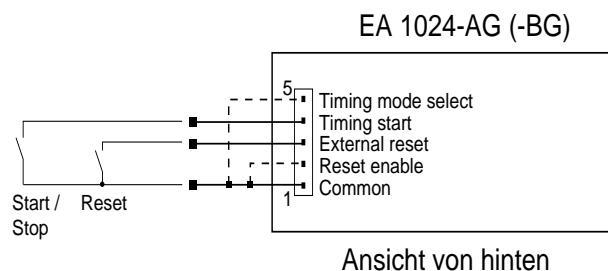 EA 1024-AG (-BG)
5
Timing mode select
Timing start
External reset
Reset enable
Common
1
Start / Stop
Reset
Ansicht von hinten